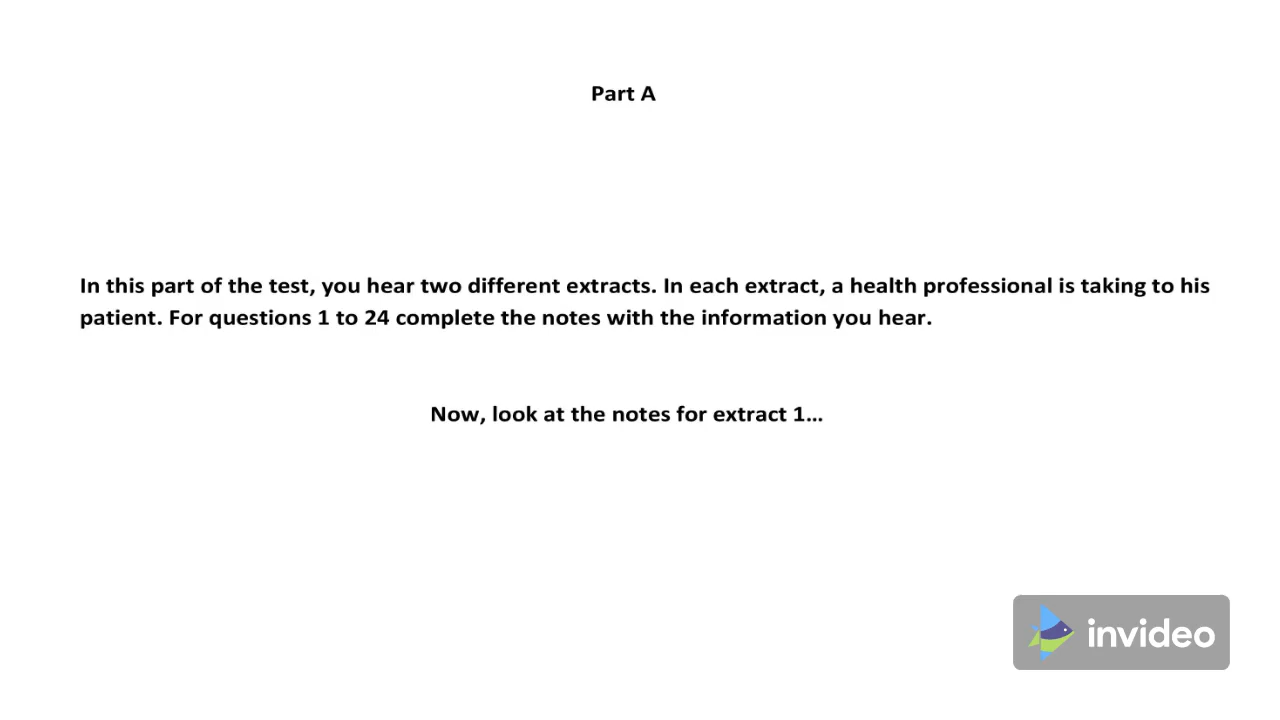 Part A
In this part of the test, you hear two different extracts. In each extract, a health professional is taking to his
patient. For questions 1 to 24 complete the notes with the information you hear.
Now, look at the notes for extract 1...
invideo